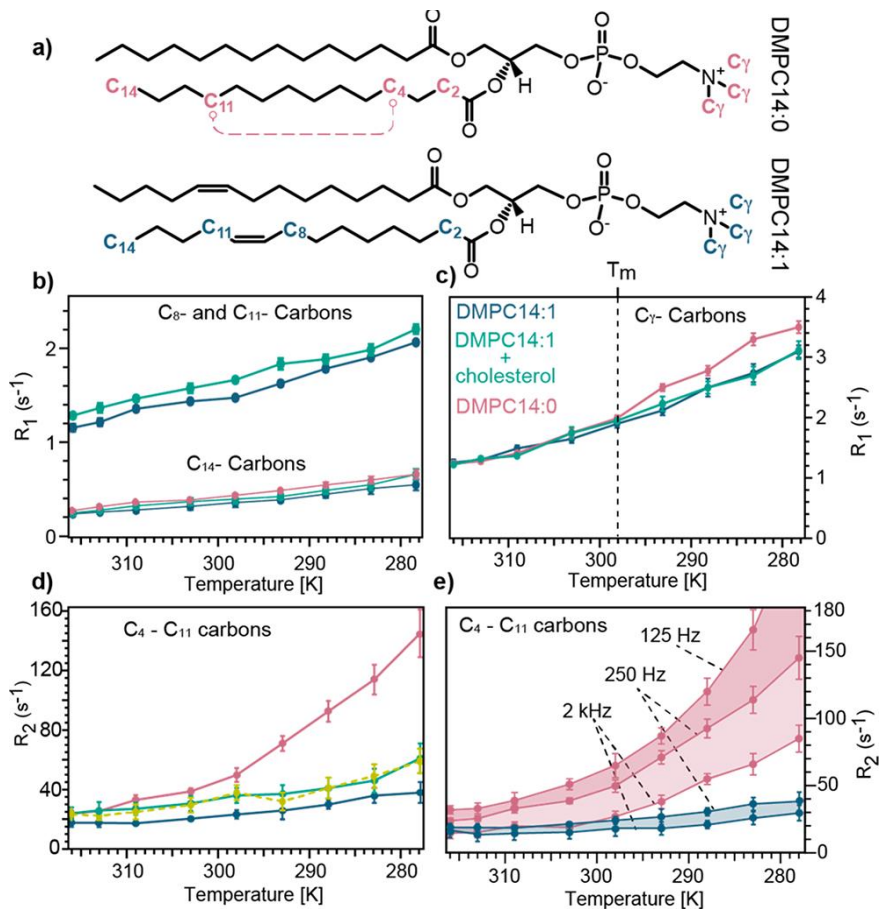 a)
O
O
O
P
O
O⁻
N⁺
Cγ
Cγ
Cγ
C₁₄
C₁₁
C₄
C₂
O
O
H
DMPC14:0
O
O
O
P
O
O
O⁻
N⁺
Cγ
Cγ
Cγ
C₁₄
C₁₁
C₈
C₂
O
O
H
DMPC14:1
b)
C₈- and C₁₁- Carbons
C₁₄- Carbons
R₁ (s⁻¹)
2
1
0
310
300
290
280
Temperature [K]
c)
Tm
DMPC14:1
DMPC14:1
+
cholesterol
DMPC14:0
Cγ- Carbons
R₁ (s⁻¹)
4
3
2
1
0
310
300
290
280
Temperature [K]
d)
C₄ - C₁₁ carbons
R₂ (s⁻¹)
160
120
80
40
0
310
300
290
280
Temperature [K]
e)
C₄ - C₁₁ carbons
125 Hz
250 Hz
2 kHz
R₂ (s⁻¹)
180
150
100
50
0
310
300
290
280
Temperature [K]